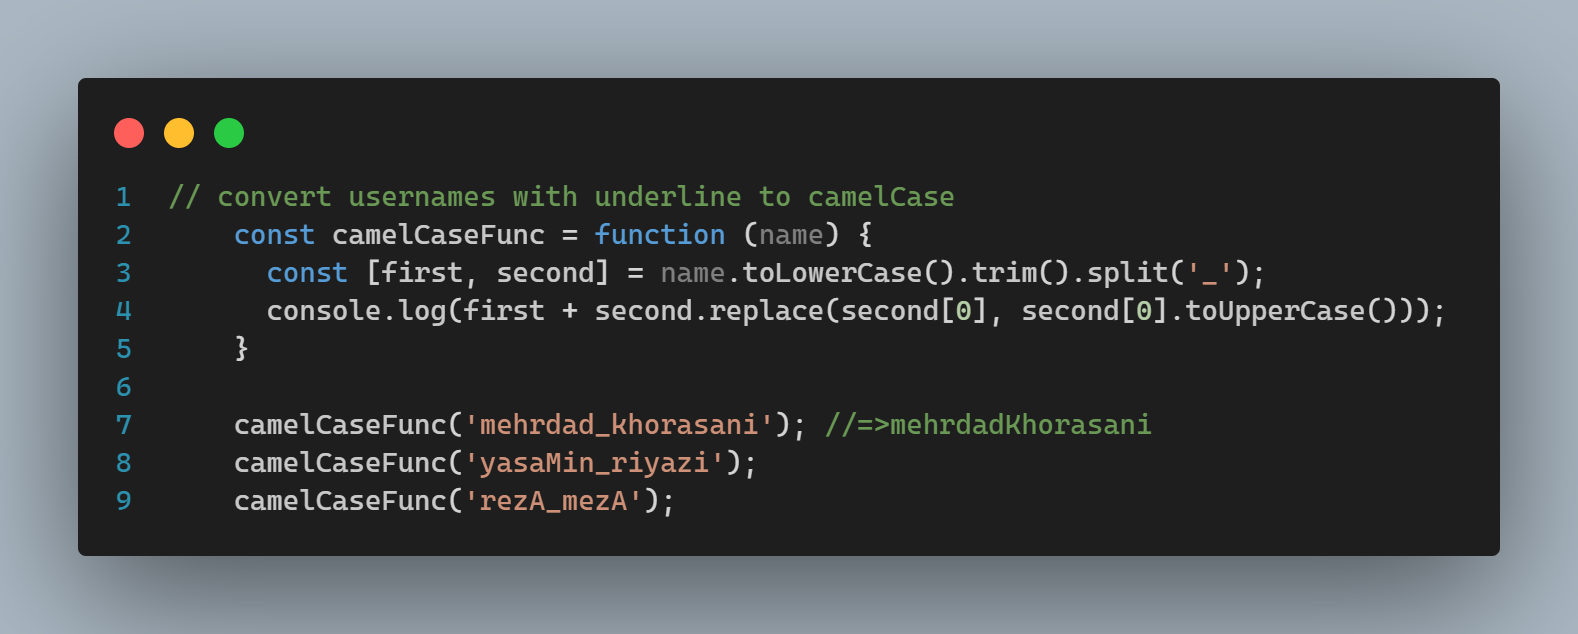 1 // convert usernames with underline to camelCase
2 const camelCaseFunc = function (name) {
3 const [first, second] = name.toLowerCase().trim().split('_');
4 console.log(first + second.replace(second[0], second[0].toUpperCase()));
5 }
6
7 camelCaseFunc('mehrdad_khorasani'); //=>mehrdadKhorasani
8 camelCaseFunc('yasaMin_riyazi');
9 camelCaseFunc('rezA_mezA');